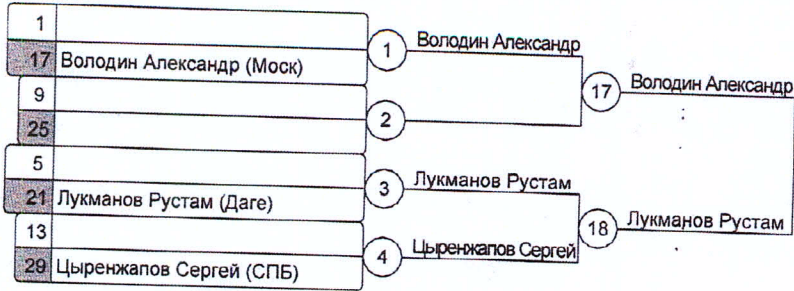 1
17 Володин Александр (Моск)
1
Володин Александр
9
25
2
17
Володин Александр
5
21 Лукманов Рустам (Даге)
3
Лукманов Рустам
13
29 Цыренжапов Сергей (СПБ)
4
Цыренжапов Сергей
18
Лукманов Рустам